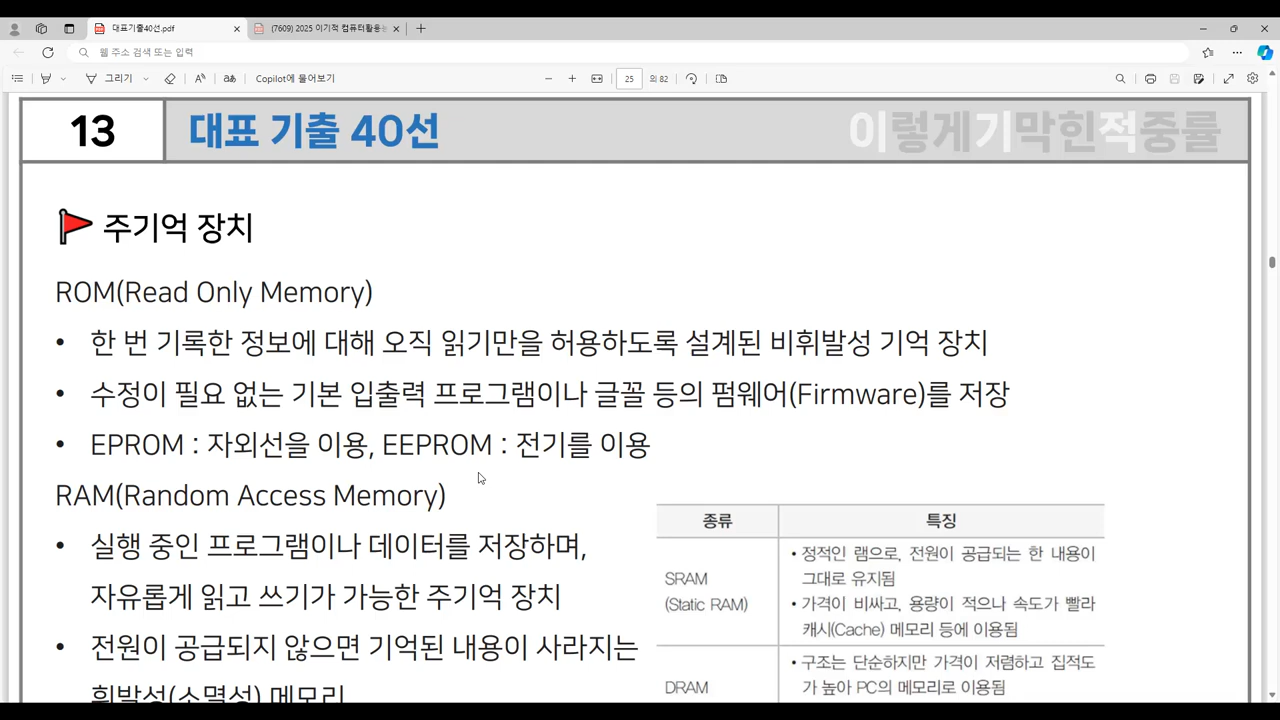 대표기출40선.pdf
(7609) 2025 이기적 컴퓨터활용능
웹 주소 검색 또는 입력
그리기
Copilot에 물어보기
25
의 82
13
대표 기출 40선
이렇게기막힌적중률
주기억 장치
ROM(Read Only Memory)
• 한 번 기록한 정보에 대해 오직 읽기만을 허용하도록 설계된 비휘발성 기억 장치
• 수정이 필요 없는 기본 입출력 프로그램이나 글꼴 등의 펌웨어(Firmware)를 저장
• EPROM : 자외선을 이용, EEPROM : 전기를 이용
RAM(Random Access Memory)
• 실행 중인 프로그램이나 데이터를 저장하며,
자유롭게 읽고 쓰기가 가능한 주기억 장치
• 전원이 공급되지 않으면 기억된 내용이 사라지는
휘발성(소멸성) 메모리
종류
특징
SRAM
(Static RAM)
• 정적인 램으로, 전원이 공급되는 한 내용이
그대로 유지됨
• 가격이 비싸고, 용량이 적으나 속도가 빨라
캐시(Cache) 메모리 등에 이용됨
DRAM
• 구조는 단순하지만 가격이 저렴하고 집적도
가 높아 PC의 메모리로 이용됨